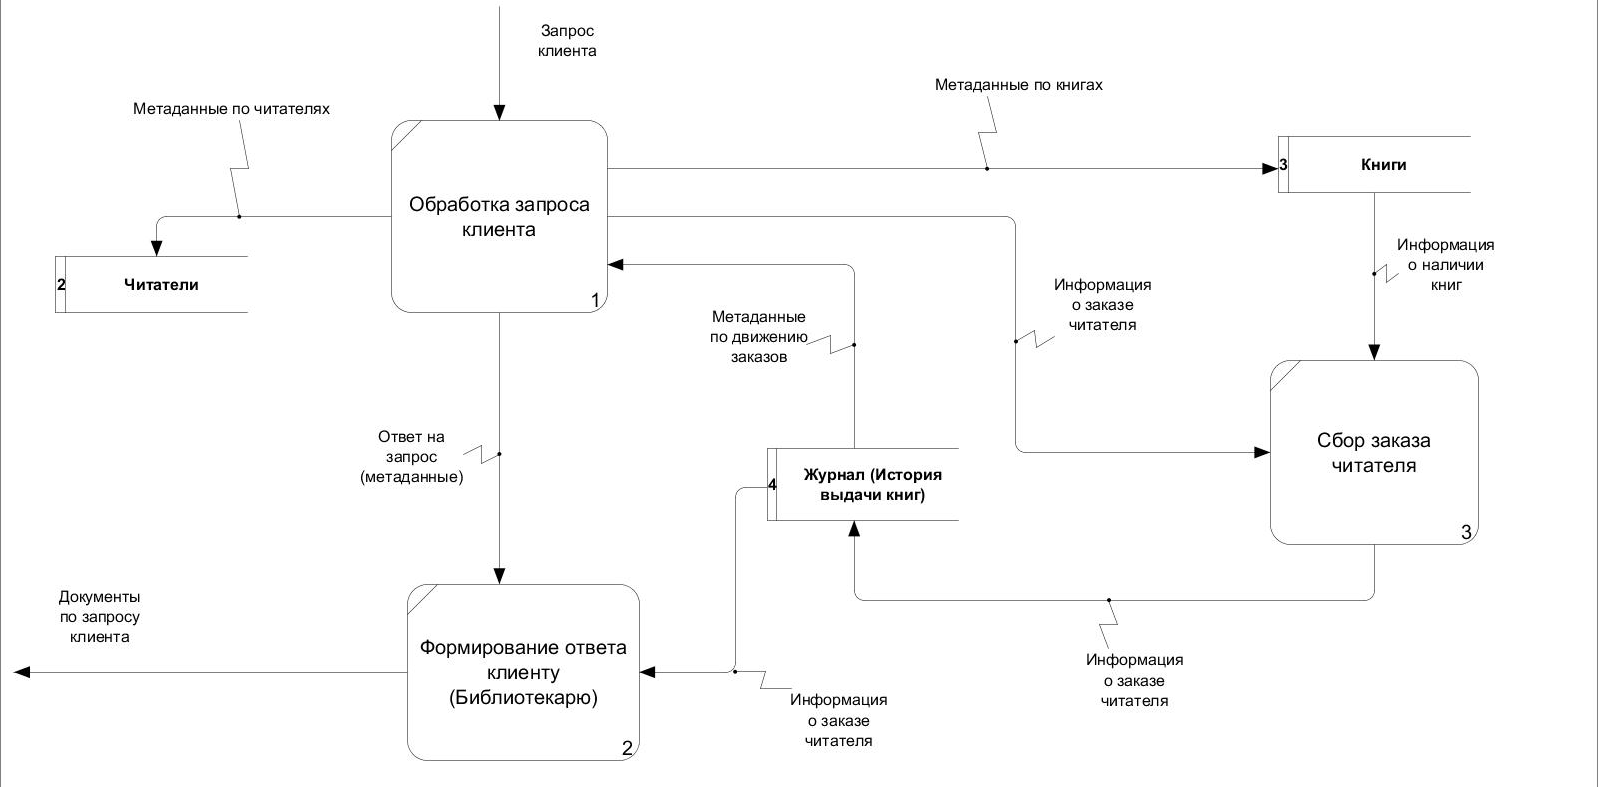 Запрос
клиента
Метаданные по читателях
Метаданные по книгах
Обработка запроса
клиента
1
3
Книги
2
Читатели
Информация
о наличии
книг
Информация
о заказе
читателя
Метаданные
по движению
заказов
Ответ на
запрос
(метаданные)
4
Журнал (История
выдачи книг)
Сбор заказа
читателя
3
Документы
по запросу
клиента
Формирование ответа
клиенту
(Библиотекарю)
2
Информация
о заказе
читателя
Информация
о заказе
читателя